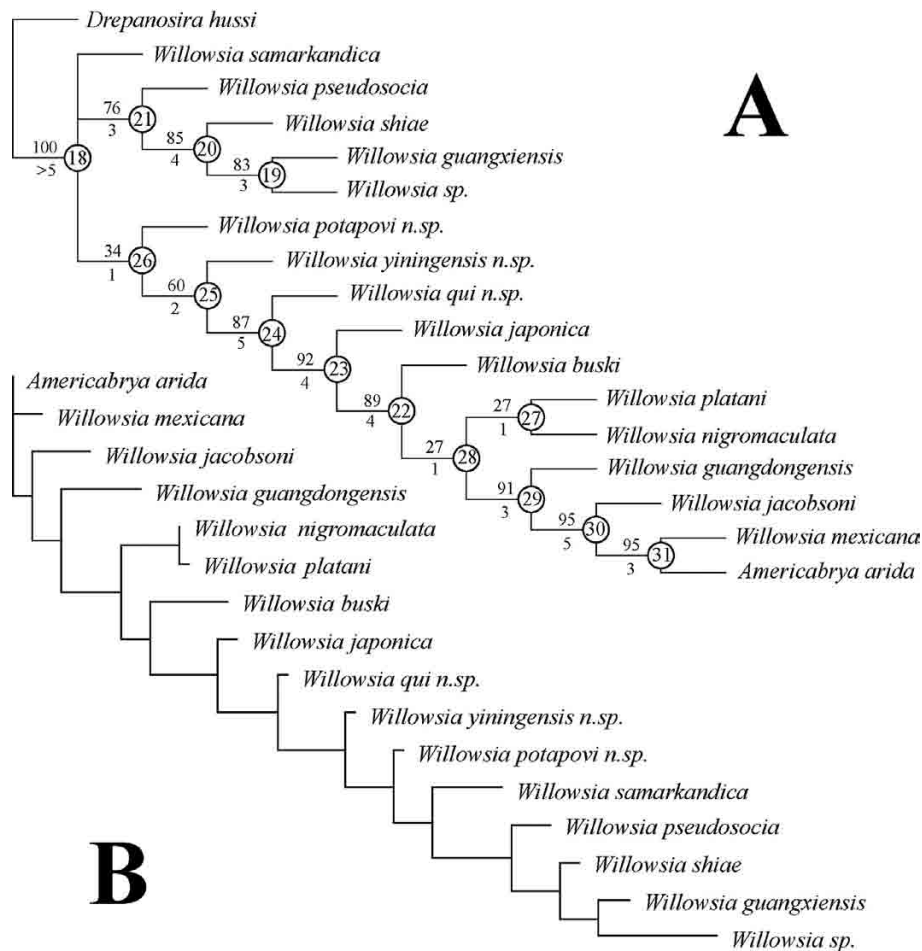 Drepanosira hussi
Willowsia samarkandica
Willowsia pseudosocia
76
3
21
A
Willowsia shiae
85
4
20
Willowsia guangxiensis
100
>5
18
83
3
19
Willowsia sp.
Willowsia potapovi n.sp.
34
1
26
Willowsia yiningensis n.sp.
60
2
25
Willowsia qui n.sp.
87
5
24
Willowsia japonica
92
4
23
Willowsia buski
89
4
22
Willowsia platani
27
1
27
Willowsia nigromaculata
27
1
28
Willowsia guangdongensis
91
3
29
Willowsia jacobsoni
95
5
30
Willowsia mexicana
95
3
31
Americabrya arida
Americabrya arida
Willowsia mexicana
Willowsia jacobsoni
Willowsia guangdongensis
Willowsia nigromaculata
Willowsia platani
Willowsia buski
Willowsia japonica
Willowsia qui n.sp.
Willowsia yiningensis n.sp.
Willowsia potapovi n.sp.
Willowsia samarkandica
Willowsia pseudosocia
B
Willowsia shiae
Willowsia guangxiensis
Willowsia sp.